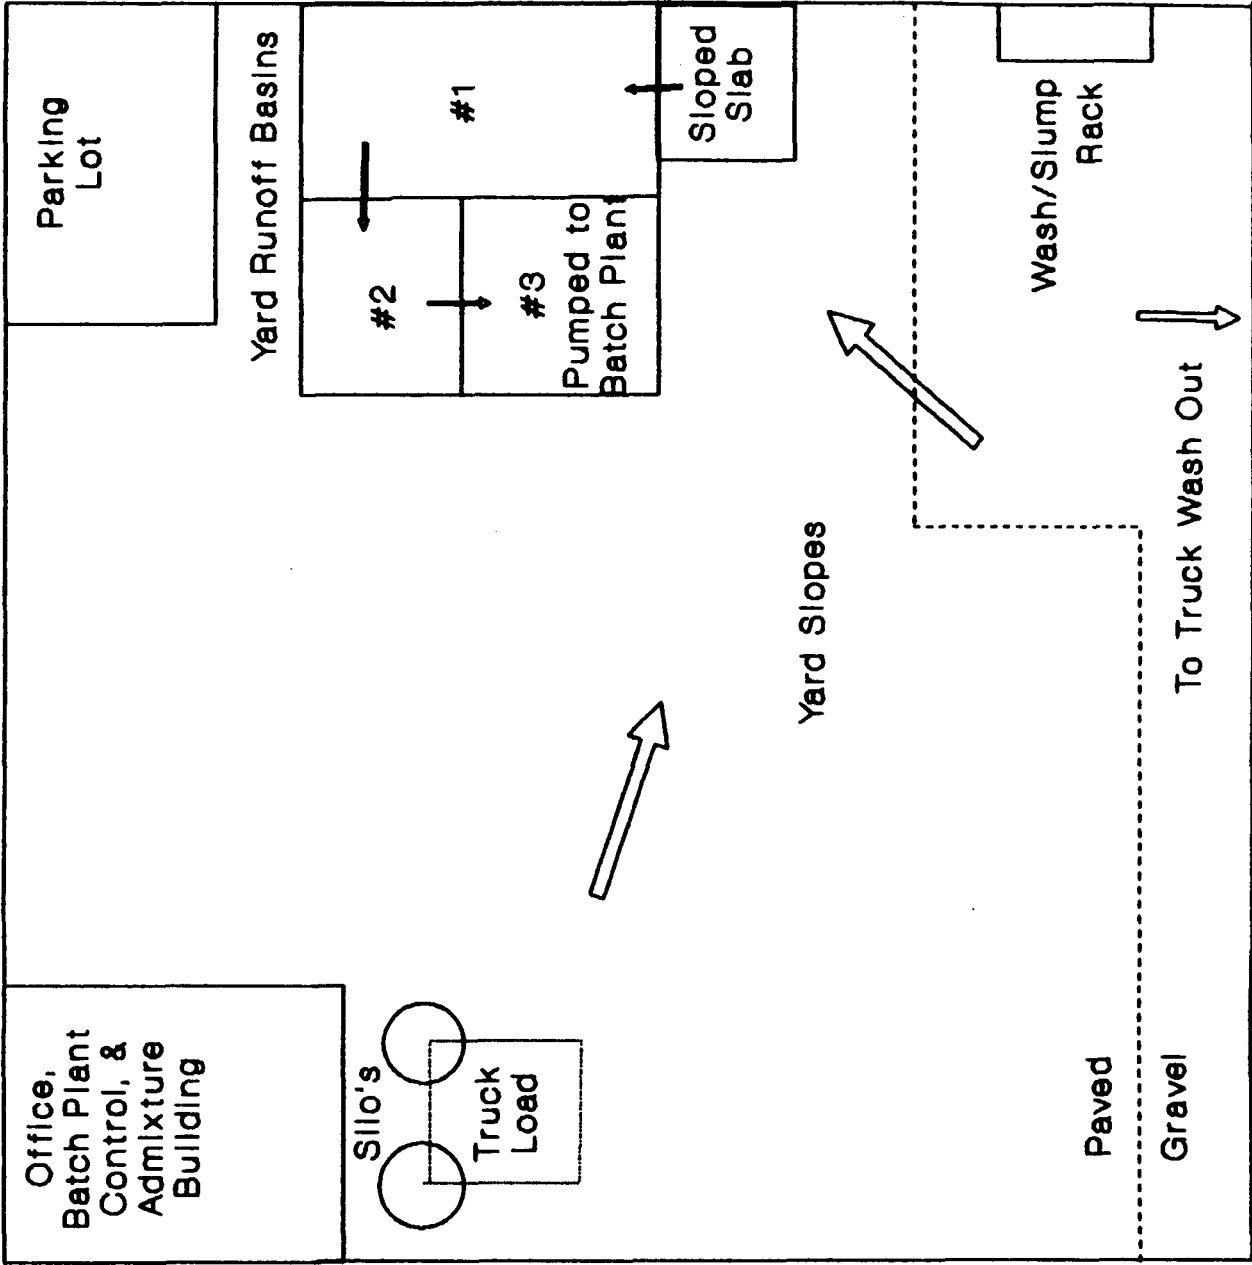 Office,
Batch Plant
Control, &
Admixture
Building
Parking
Lot
Yard Runoff Basins
Silo's
Truck
Load
#2
#1
#3
Pumped to
Batch Plant
Sloped
Slab
Yard Slopes
Wash/Slump
Rack
Paved
Gravel
To Truck Wash Out